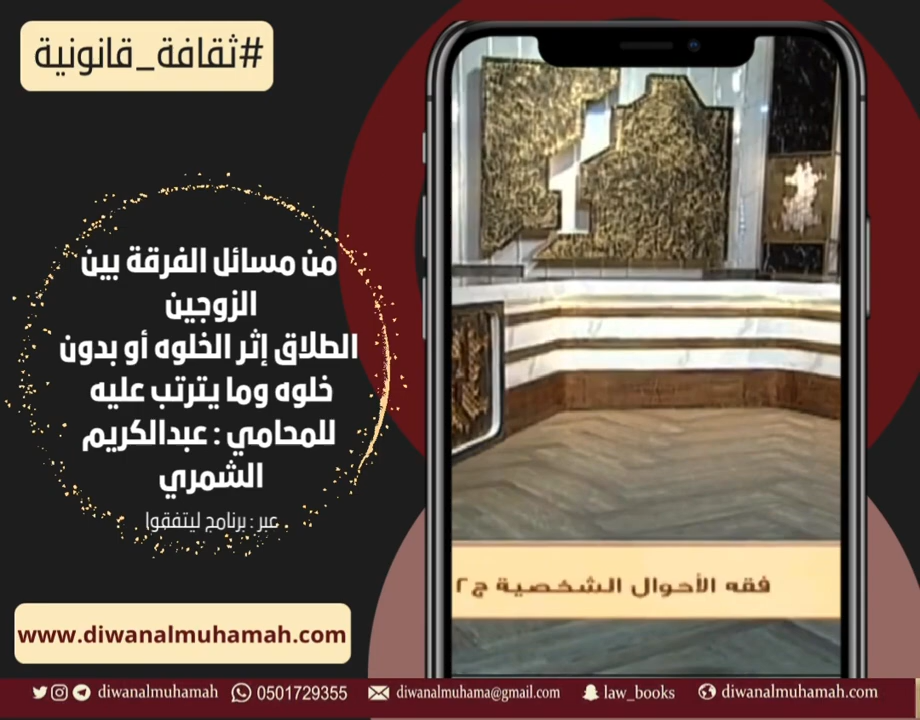 #ثقافة_قانونية
من مسائل الفرقة بين
الزوجين
الطلاق إثر الخلوه أو بدون
خلوه وما يترتب عليه
للمحامي : عبدالكريم
الشمري
عبر : برنامج ليتفقهوا
فقه الأحوال الشخصية ج٢
www.diwanalmuhamah.com
diwanalmuhamah 0501729355 diwanalmuhama@gmail.com law_books diwanalmuhamah.com